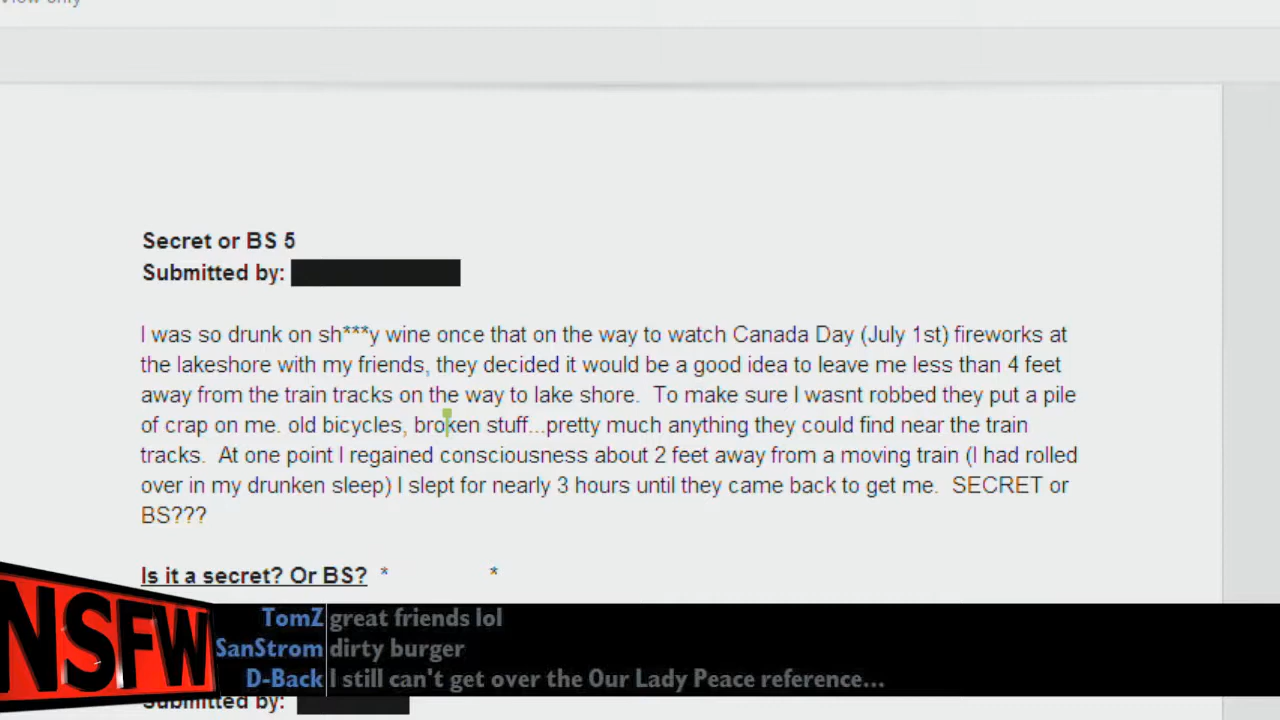 View only
Secret or BS 5
Submitted by:
I was so drunk on sh***y wine once that on the way to watch Canada Day (July 1st) fireworks at
the lakeshore with my friends, they decided it would be a good idea to leave me less than 4 feet
away from the train tracks on the way to lake shore.  To make sure I wasnt robbed they put a pile
of crap on me. old bicycles, broken stuff...pretty much anything they could find near the train
tracks.  At one point I regained consciousness about 2 feet away from a moving train (I had rolled
over in my drunken sleep) I slept for nearly 3 hours until they came back to get me.  SECRET or
BS???
Is it a secret? Or BS? * *
NSFW
TomZ great friends lol
SanStrom dirty burger
D-Back I still can't get over the Our Lady Peace reference...
Submitted by: